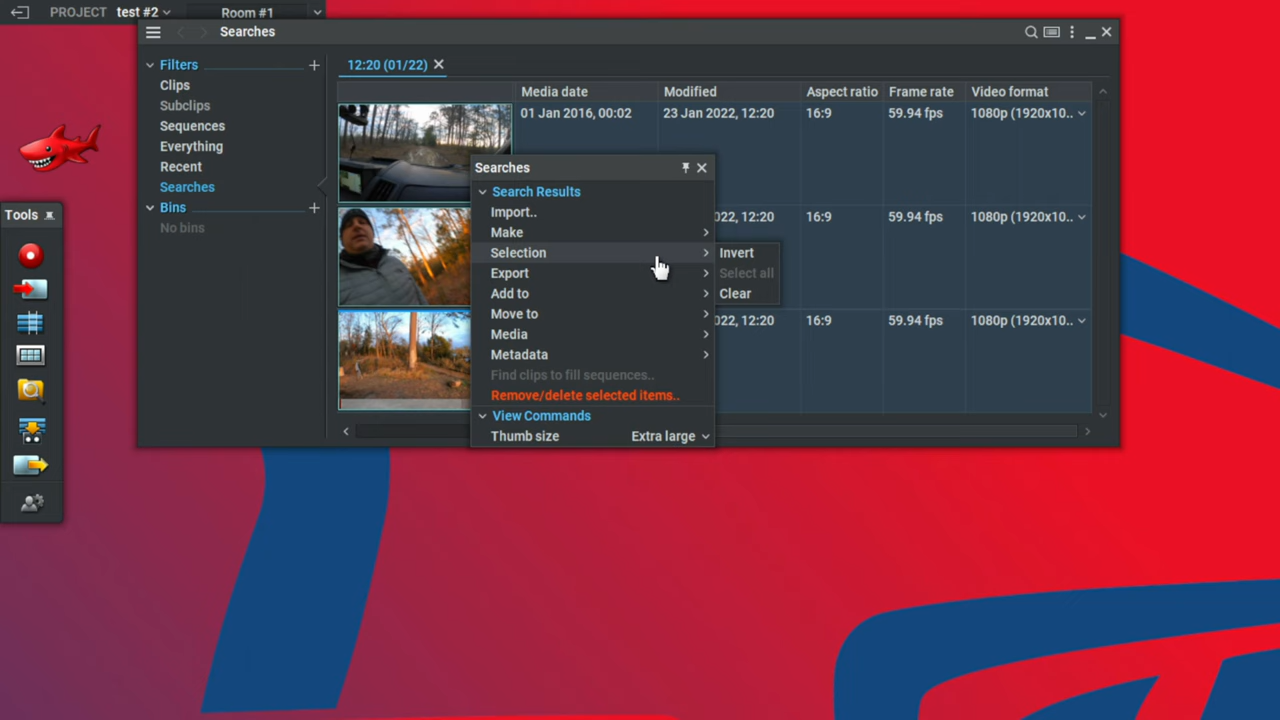 PROJECT test #2 Room #1
Searches
Tools
Filters
Clips
Subclips
Sequences
Everything
Recent
Searches
Bins
No bins
12:20 (01/22)
Media date Modified Aspect ratio Frame rate Video format
01 Jan 2016, 00:02 23 Jan 2022, 12:20 16:9 59.94 fps 1080p (1920x10..
022, 12:20 16:9 59.94 fps 1080p (1920x10..
022, 12:20 16:9 59.94 fps 1080p (1920x10..
Searches
Search Results
Import..
Make
Selection
Export
Add to
Move to
Media
Metadata
Find clips to fill sequences..
Remove/delete selected items..
View Commands
Thumb size Extra large
Invert
Select all
Clear